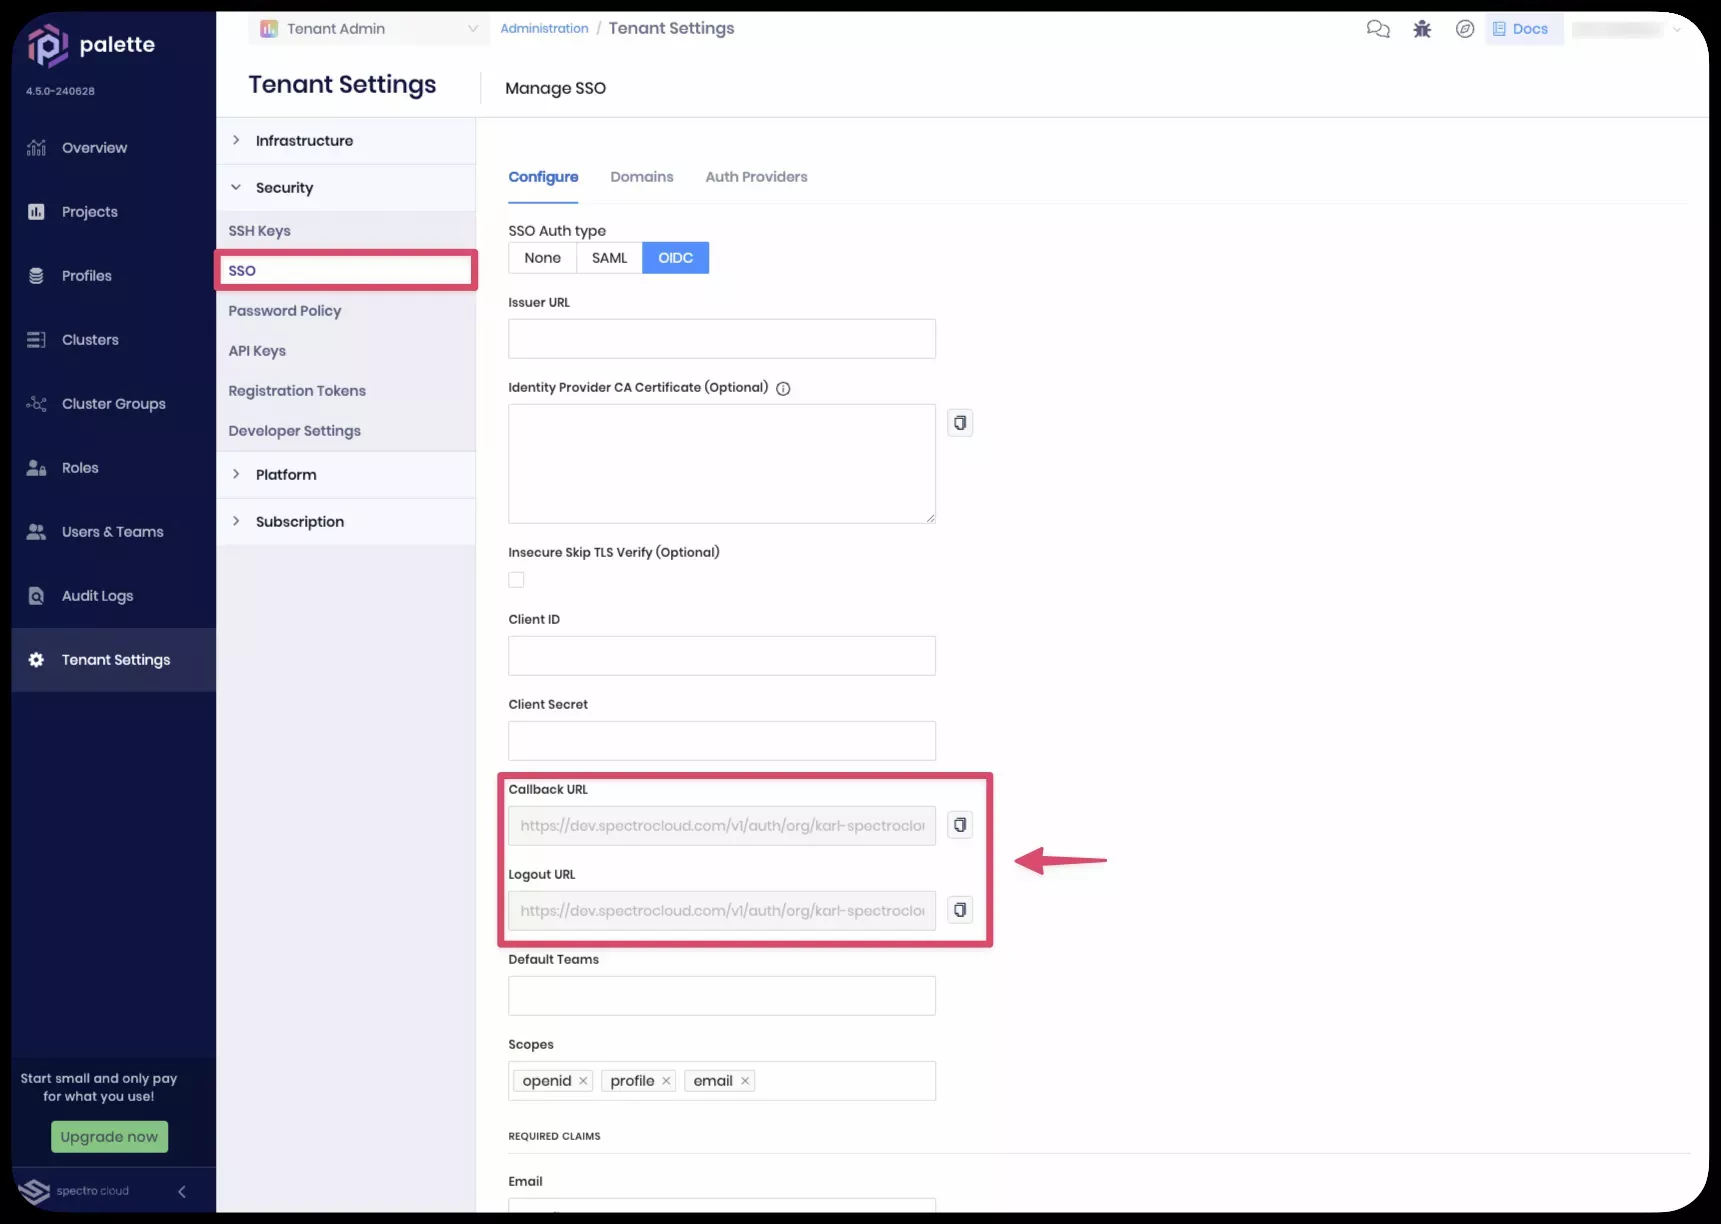 palette
4.5.0-240628
Overview
Projects
Profiles
Clusters
Cluster Groups
Roles
Users & Teams
Audit Logs
Tenant Settings
Start small and only pay
for what you use!
Upgrade now
spectro cloud
Tenant Admin
Administration / Tenant Settings
Docs
Tenant Settings
Manage SSO
Infrastructure
Security
SSH Keys
SSO
Password Policy
API Keys
Registration Tokens
Developer Settings
Platform
Subscription
Configure Domains Auth Providers
SSO Auth type
None SAML OIDC
Issuer URL
Identity Provider CA Certificate (Optional)
Insecure Skip TLS Verify (Optional)
Client ID
Client Secret
Callback URL
https://dev.spectrocloud.com/v1/auth/org/karl-spectroclou
Logout URL
https://dev.spectrocloud.com/v1/auth/org/karl-spectroclou
Default Teams
Scopes
openid profile email
REQUIRED CLAIMS
Email